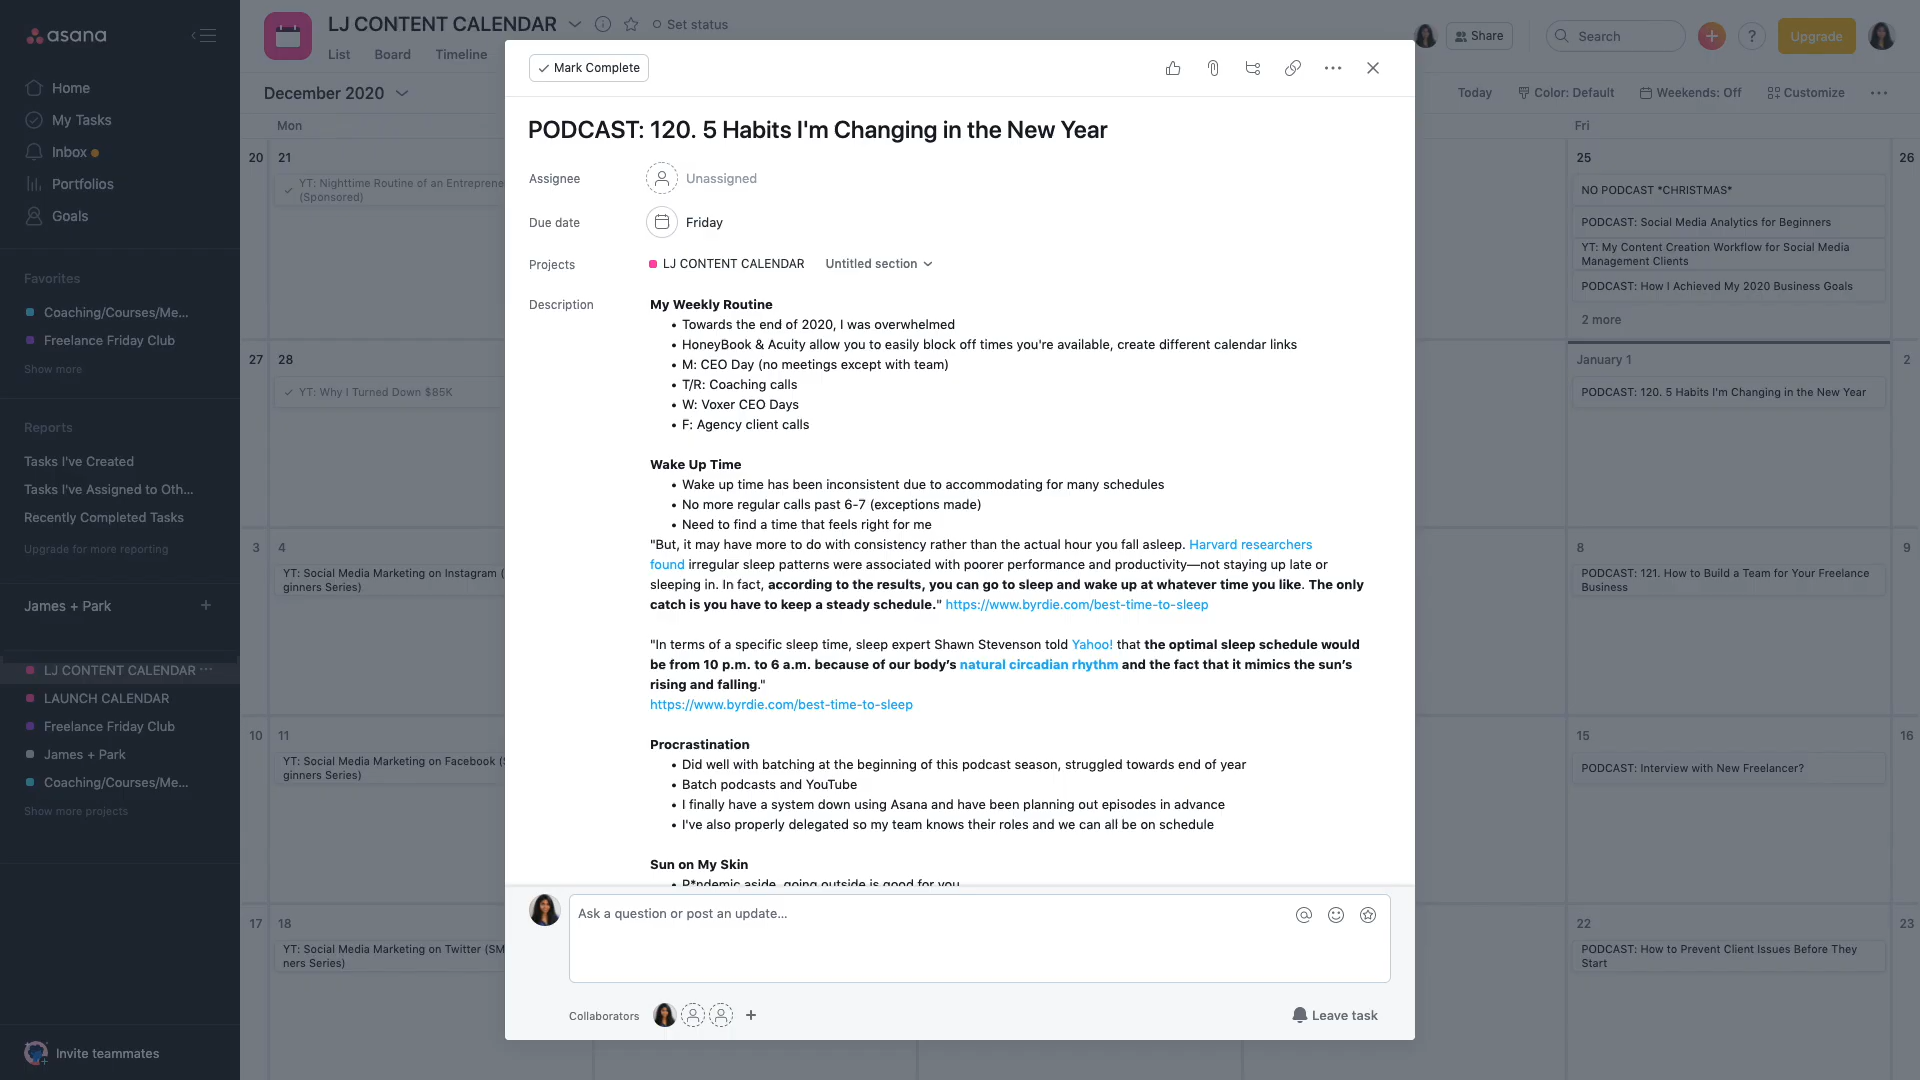 asana
Home
My Tasks
Inbox
Portfolios
Goals
Favorites
Coaching/Courses/Me...
Freelance Friday Club
Show more
Reports
Tasks I've Created
Tasks I've Assigned to Oth...
Recently Completed Tasks
Upgrade for more reporting
James + Park
LJ CONTENT CALENDAR
LAUNCH CALENDAR
Freelance Friday Club
James + Park
Coaching/Courses/Me...
Show more projects
Invite teammates
LJ CONTENT CALENDAR
Set status
List Board Timeline
Share
Search
?
Upgrade
December 2020
Today
Color: Default
Weekends: Off
Customize
Mon
Fri
20
21
YT: Nighttime Routine of an Entreprene
(Sponsored)
27
28
YT: Why I Turned Down $85K
3
4
YT: Social Media Marketing on Instagram (
ginners Series)
10
11
YT: Social Media Marketing on Facebook (S
ginners Series)
17
18
YT: Social Media Marketing on Twitter (SM
ners Series)
Mark Complete
PODCAST: 120. 5 Habits I'm Changing in the New Year
Assignee Unassigned
Due date Friday
Projects LJ CONTENT CALENDAR Untitled section
Description
My Weekly Routine
• Towards the end of 2020, I was overwhelmed
• HoneyBook & Acuity allow you to easily block off times you're available, create different calendar links
• M: CEO Day (no meetings except with team)
• T/R: Coaching calls
• W: Voxer CEO Days
• F: Agency client calls
Wake Up Time
• Wake up time has been inconsistent due to accommodating for many schedules
• No more regular calls past 6-7 (exceptions made)
• Need to find a time that feels right for me
"But, it may have more to do with consistency rather than the actual hour you fall asleep. Harvard researchers
found irregular sleep patterns were associated with poorer performance and productivity—not staying up late or
sleeping in. In fact, according to the results, you can go to sleep and wake up at whatever time you like. The only
catch is you have to keep a steady schedule." https://www.byrdie.com/best-time-to-sleep
"In terms of a specific sleep time, sleep expert Shawn Stevenson told Yahoo! that the optimal sleep schedule would
be from 10 p.m. to 6 a.m. because of our body’s natural circadian rhythm and the fact that it mimics the sun’s
rising and falling."
https://www.byrdie.com/best-time-to-sleep
Procrastination
• Did well with batching at the beginning of this podcast season, struggled towards end of year
• Batch podcasts and YouTube
• I finally have a system down using Asana and have been planning out episodes in advance
• I've also properly delegated so my team knows their roles and we can all be on schedule
Sun on My Skin
• P*ndemic aside, going outside is good for you
Ask a question or post an update...
Collaborators
Leave task
25
26
NO PODCAST *CHRISTMAS*
PODCAST: Social Media Analytics for Beginners
YT: My Content Creation Workflow for Social Media
Management Clients
PODCAST: How I Achieved My 2020 Business Goals
2 more
January 1
2
PODCAST: 120. 5 Habits I'm Changing in the New Year
8
9
PODCAST: 121. How to Build a Team for Your Freelance
Business
15
16
PODCAST: Interview with New Freelancer?
22
23
PODCAST: How to Prevent Client Issues Before They
Start